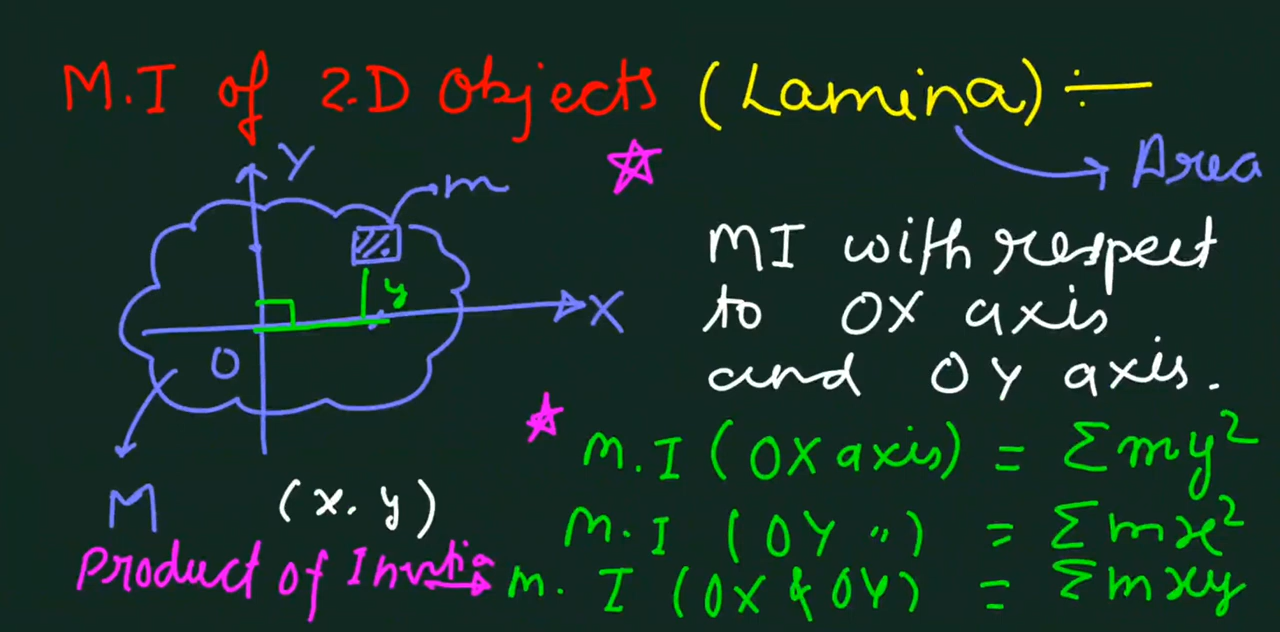 M.I of 2.D Objects (Lamina) :-
Area
Y
m
y
X
O
M
(x.y)
MI with respect
to OX axis
and OY axis.
M.I (OX axis) = Σmy²
M.I (OY ") = Σmx²
Product of Inertia → M.I (OX & OY) = Σmxy